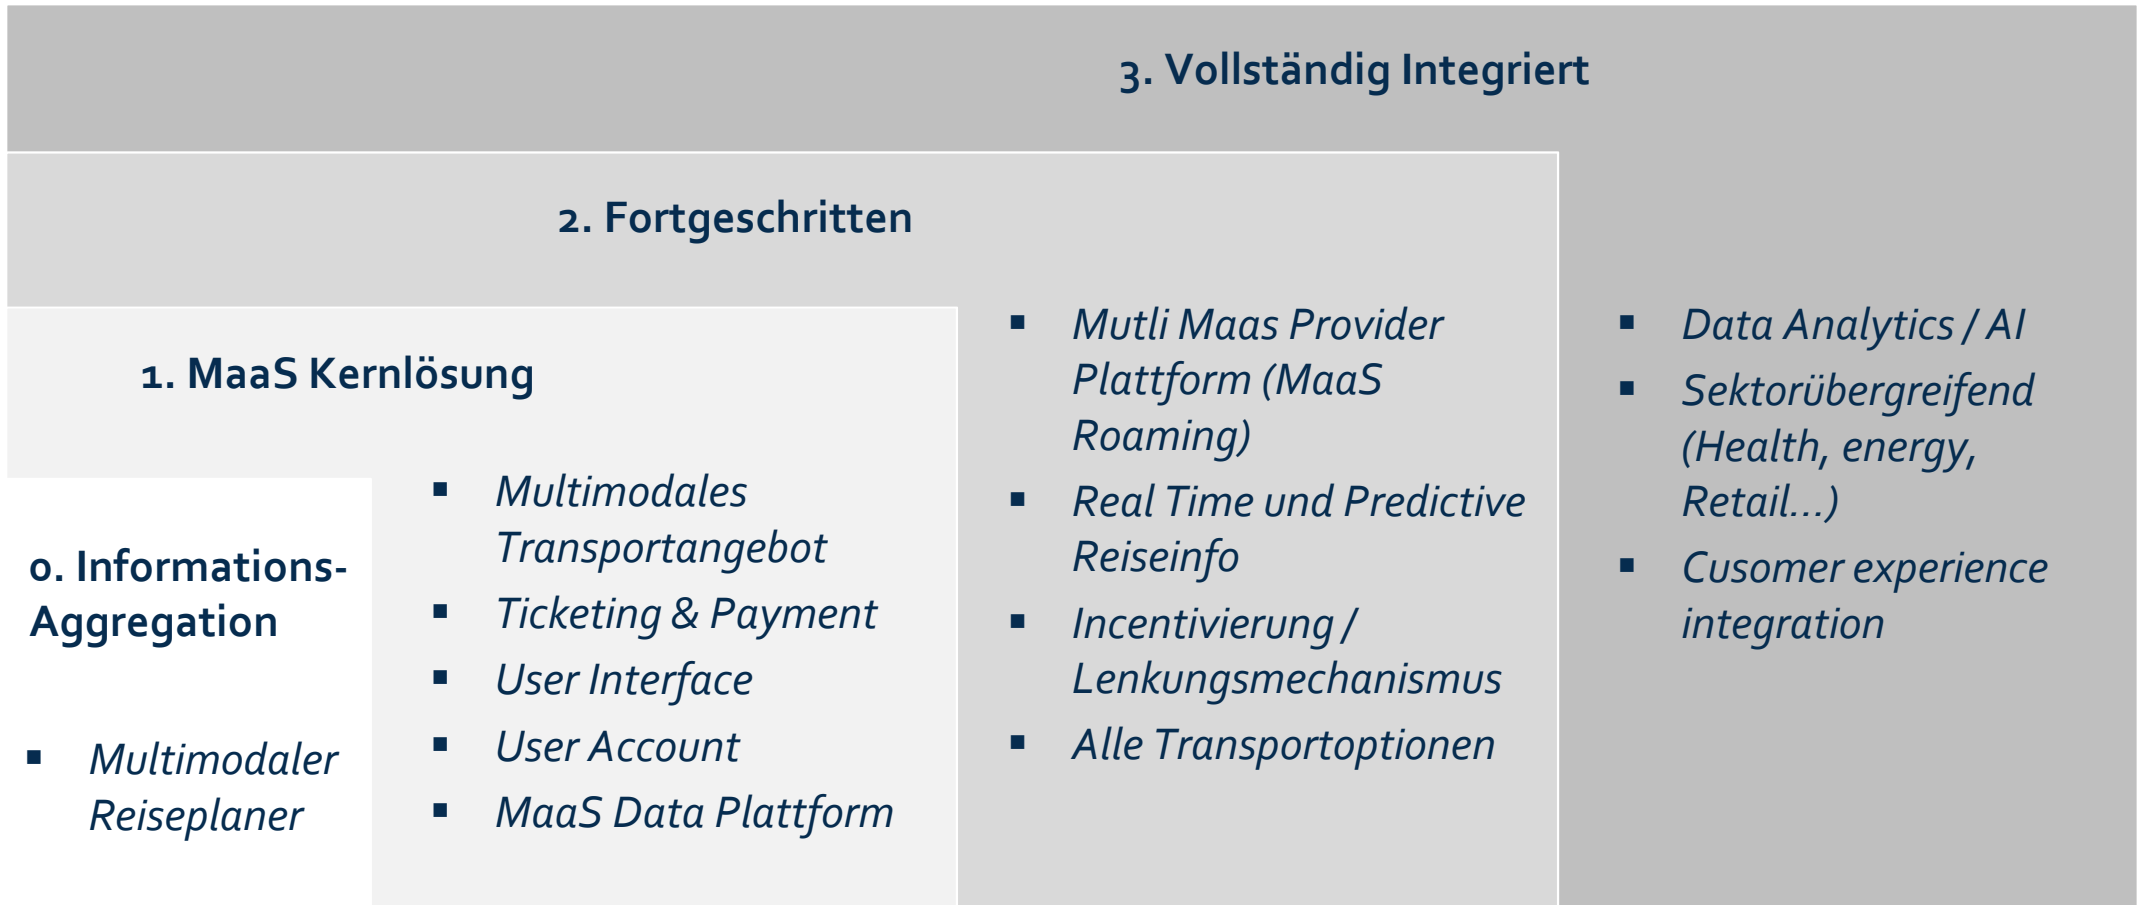 3. Vollständig Integriert
2. Fortgeschritten
1. MaaS Kernlösung
0. Informations-
Aggregation
▪ Multimodaler
Reiseplaner
▪ Multimodales
Transportangebot
▪ Ticketing & Payment
▪ User Interface
▪ User Account
▪ MaaS Data Plattform
▪ Mutli Maas Provider
Plattform (MaaS
Roaming)
▪ Real Time und Predictive
Reiseinfo
▪ Incentivierung /
Lenkungsmechanismus
▪ Alle Transportoptionen
▪ Data Analytics / AI
▪ Sektorübergreifend
(Health, energy,
Retail...)
▪ Cusomer experience
integration